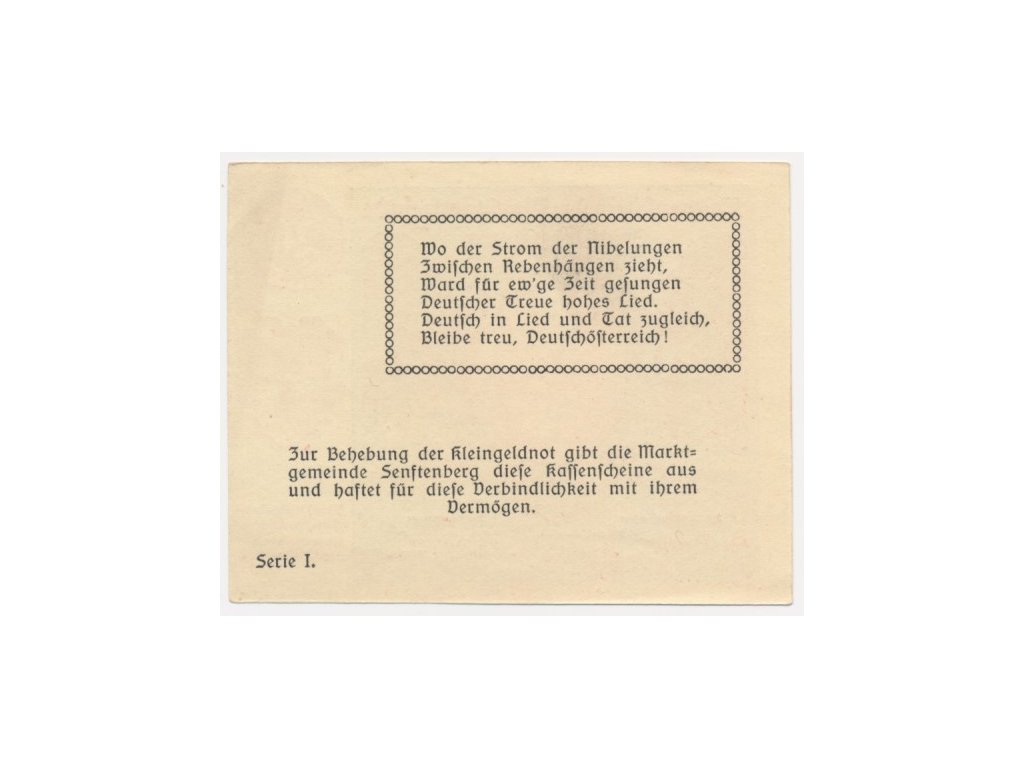 Wo der Strom der Nibelungen
Zwiſchen Rebenhängen zieht,
Ward für ew'ge Zeit geſungen
Deutſcher Treue hohes Lied.
Deutſch in Lied und Tat zugleich,
Bleibe treu, Deutſchöſterreich!
Zur Behebung der Kleingeldnot gibt die Markt⸗
gemeinde Senftenberg dieſe Kaſſenſcheine aus
und haftet für dieſe Verbindlichkeit mit ihrem
Vermögen.
Serie I.